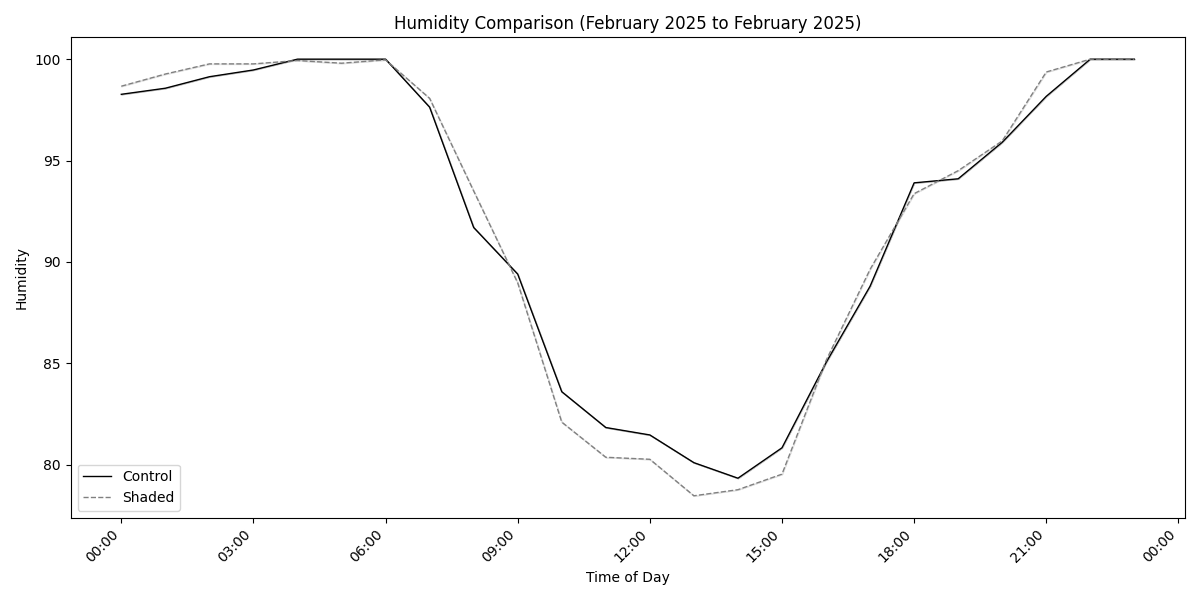 Humidity Comparison (February 2025 to February 2025)
100
95
90
85
80
Humidity
Control
Shaded
00:00
03:00
06:00
09:00
12:00
15:00
18:00
21:00
00:00
Time of Day